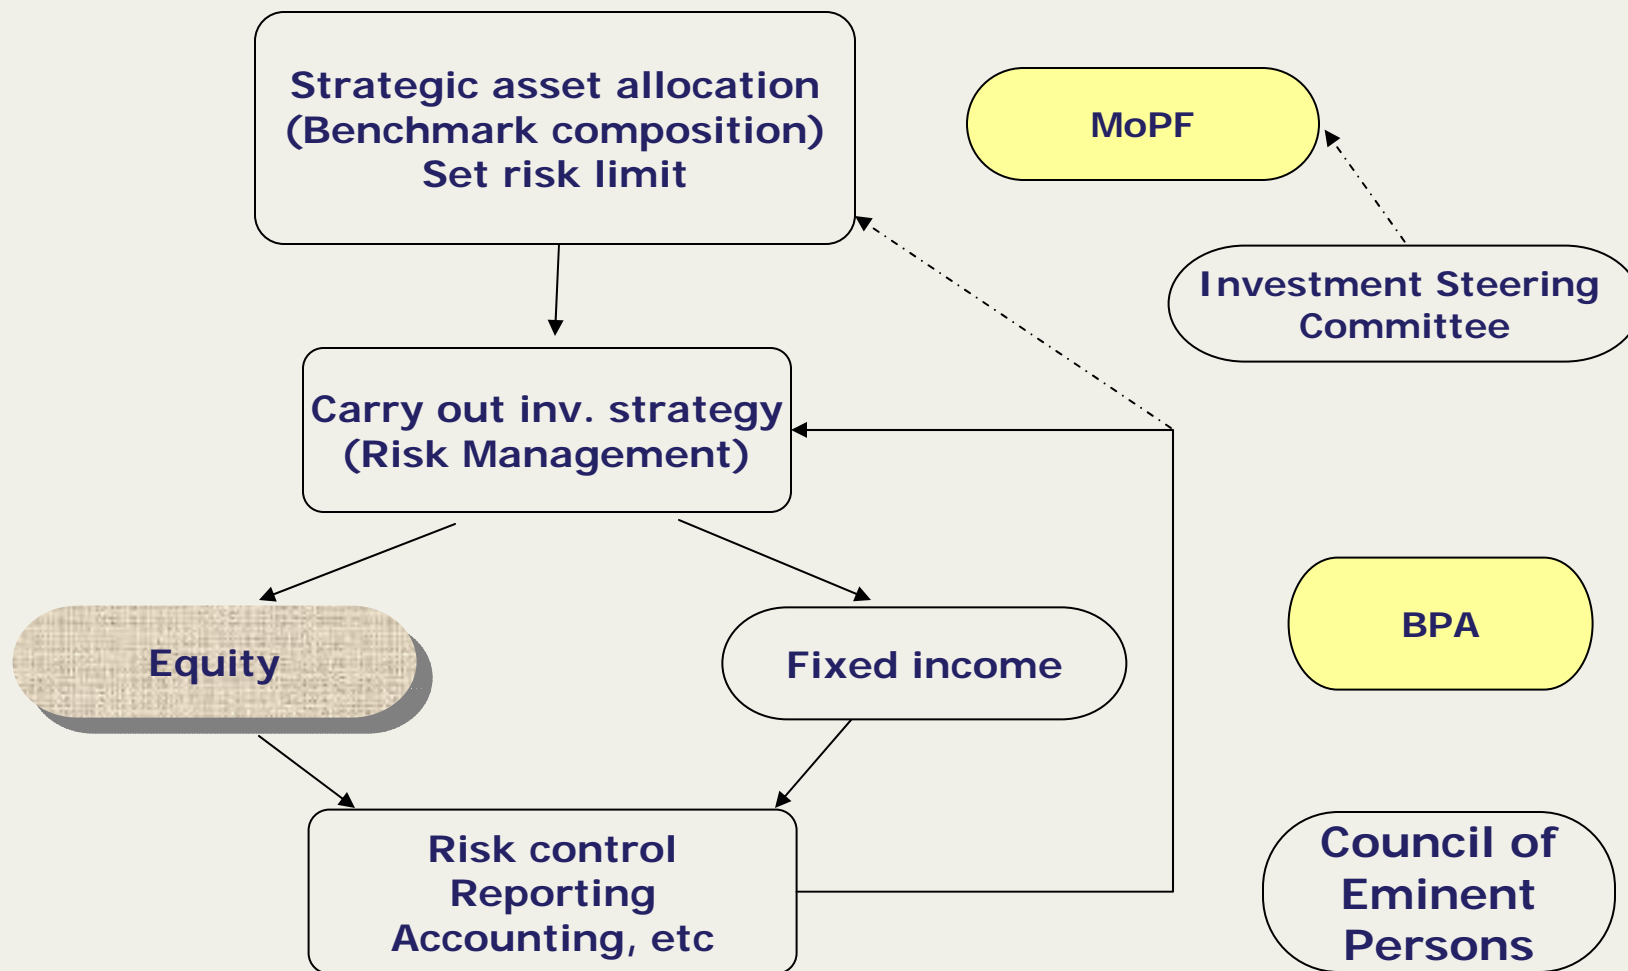 Strategic asset allocation
(Benchmark composition)
Set risk limit
MoPF
Investment Steering
Committee
Carry out inv. strategy
(Risk Management)
Equity
Fixed income
BPA
Risk control
Reporting
Accounting, etc
Council of
Eminent
Persons